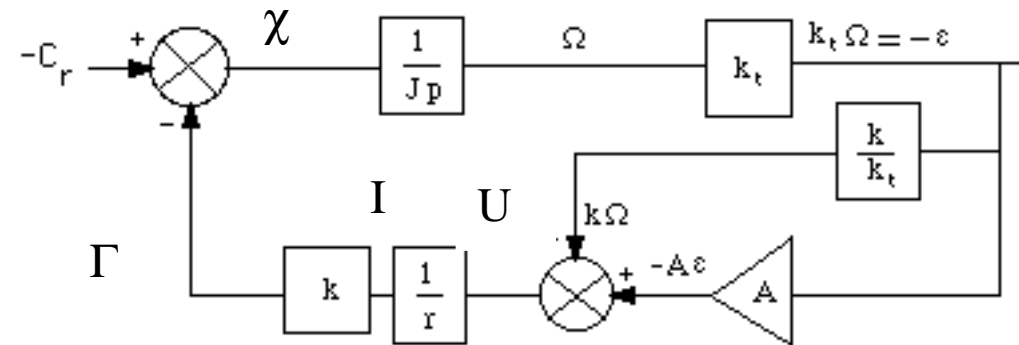 χ
-C_r + −
1/Jp
Ω
k_t
k_t Ω = -ε
k/k_t
I
U
kΩ
Γ
k
1/r
+ -Aε
A